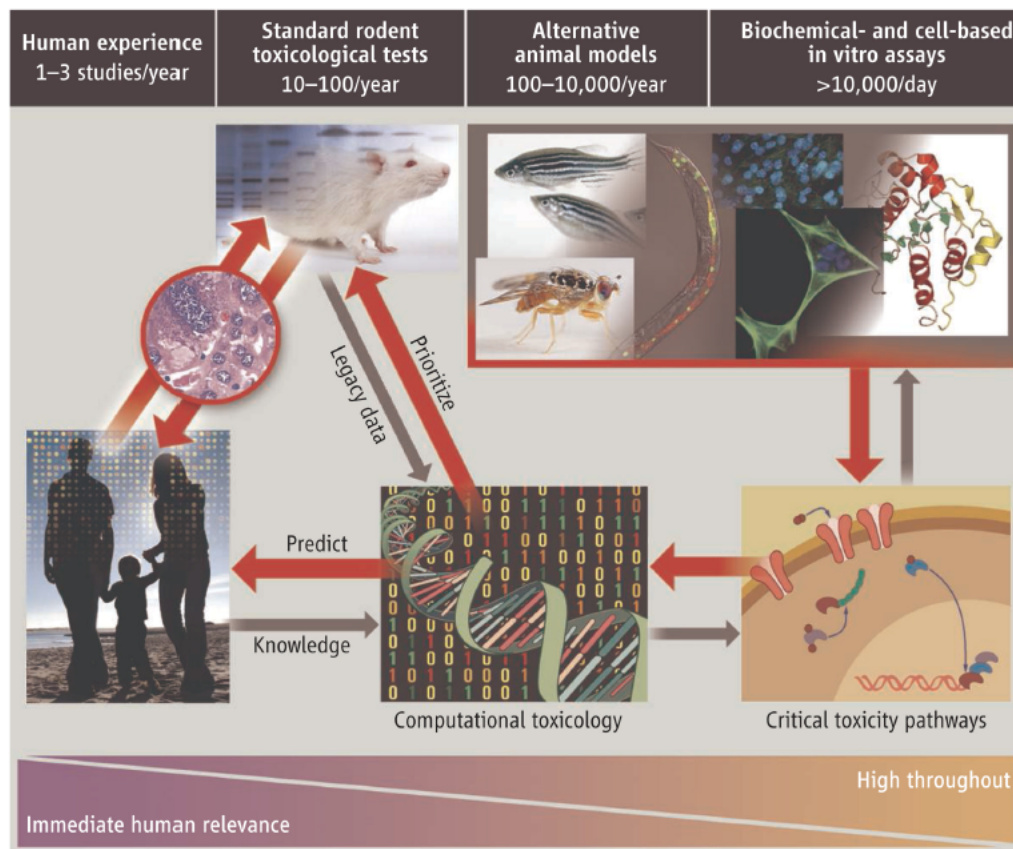 Human experience
1–3 studies/year
Standard rodent
toxicological tests
10–100/year
Alternative
animal models
100–10,000/year
Biochemical- and cell-based
in vitro assays
>10,000/day
Legacy data
Prioritize
Predict
Knowledge
Computational toxicology
Critical toxicity pathways
High throughout
Immediate human relevance